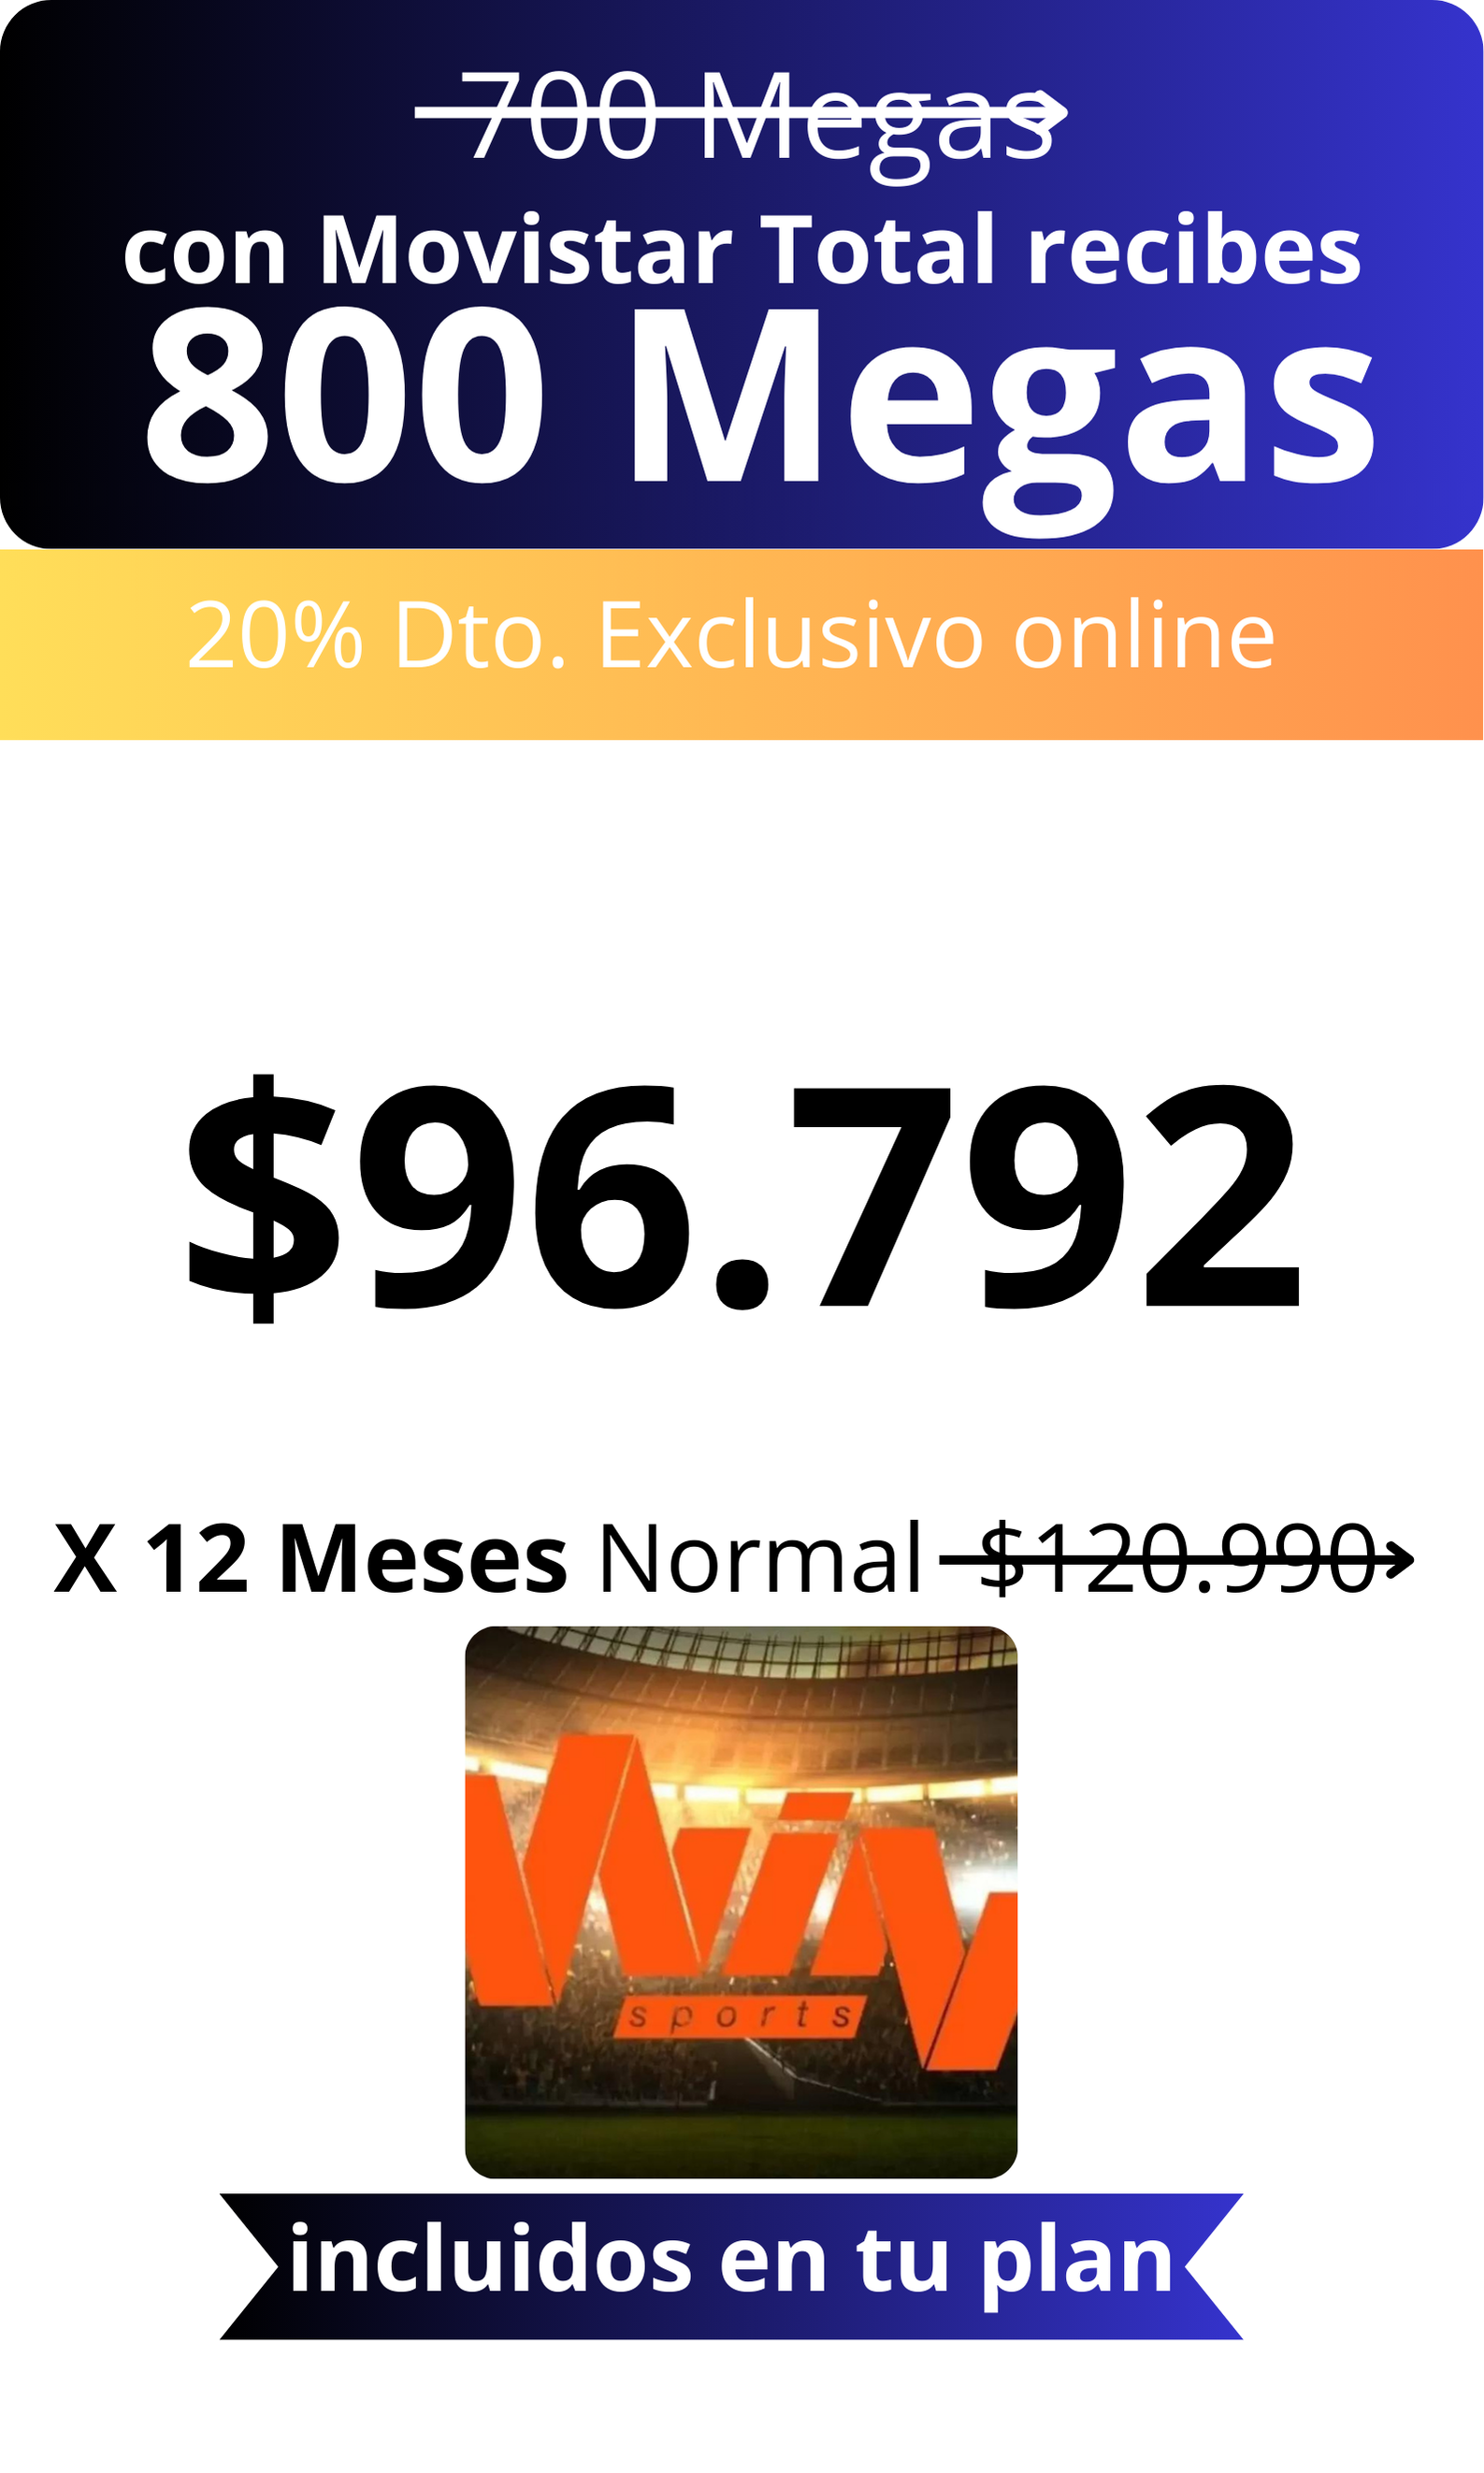 700 Megas
con Movistar Total recibes
800 Megas
20% Dto. Exclusivo online
$96.792
X 12 Meses Normal $120.990
Win
sports
incluidos en tu plan